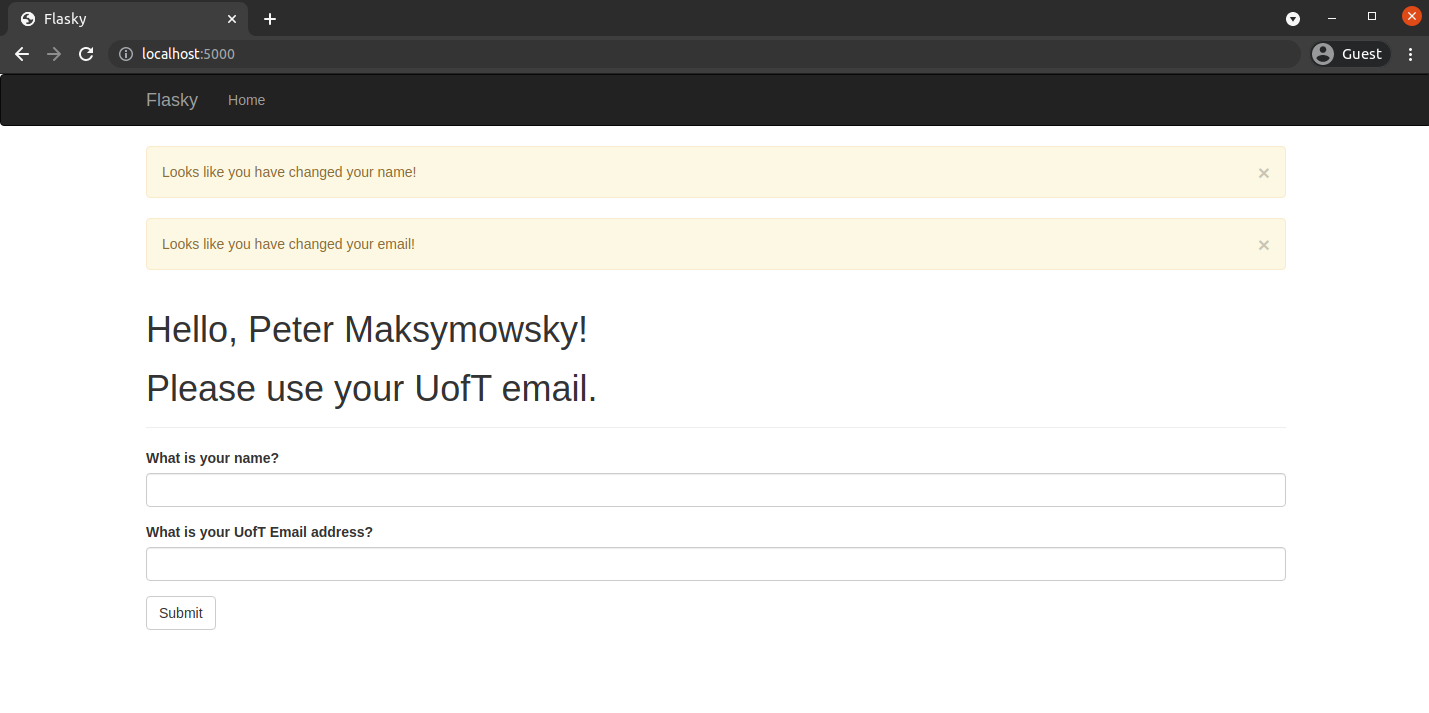 Flasky
localhost:5000
Guest
Flasky Home
Looks like you have changed your name! ×
Looks like you have changed your email! ×
Hello, Peter Maksymowsky!
Please use your UofT email.
What is your name?
What is your UofT Email address?
Submit